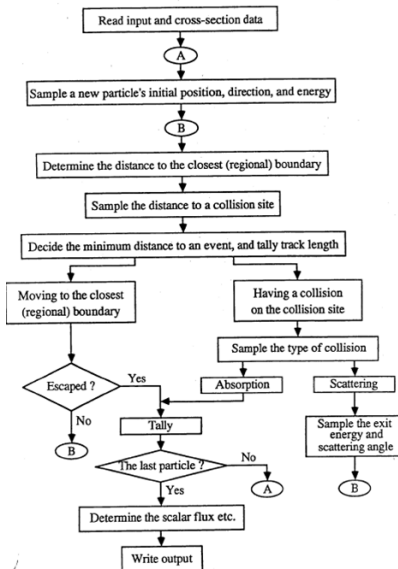 Read input and cross-section data
A
Sample a new particle's initial position, direction, and energy
B
Determine the distance to the closest (regional) boundary
Sample the distance to a collision site
Decide the minimum distance to an event, and tally track length
Moving to the closest
(regional) boundary
Having a collision
on the collision site
Sample the type of collision
Escaped ?
Yes
Absorption
Scattering
No
Tally
Sample the exit
energy and
scattering angle
B
The last particle ?
No
Yes
A
B
Determine the scalar flux etc.
Write output